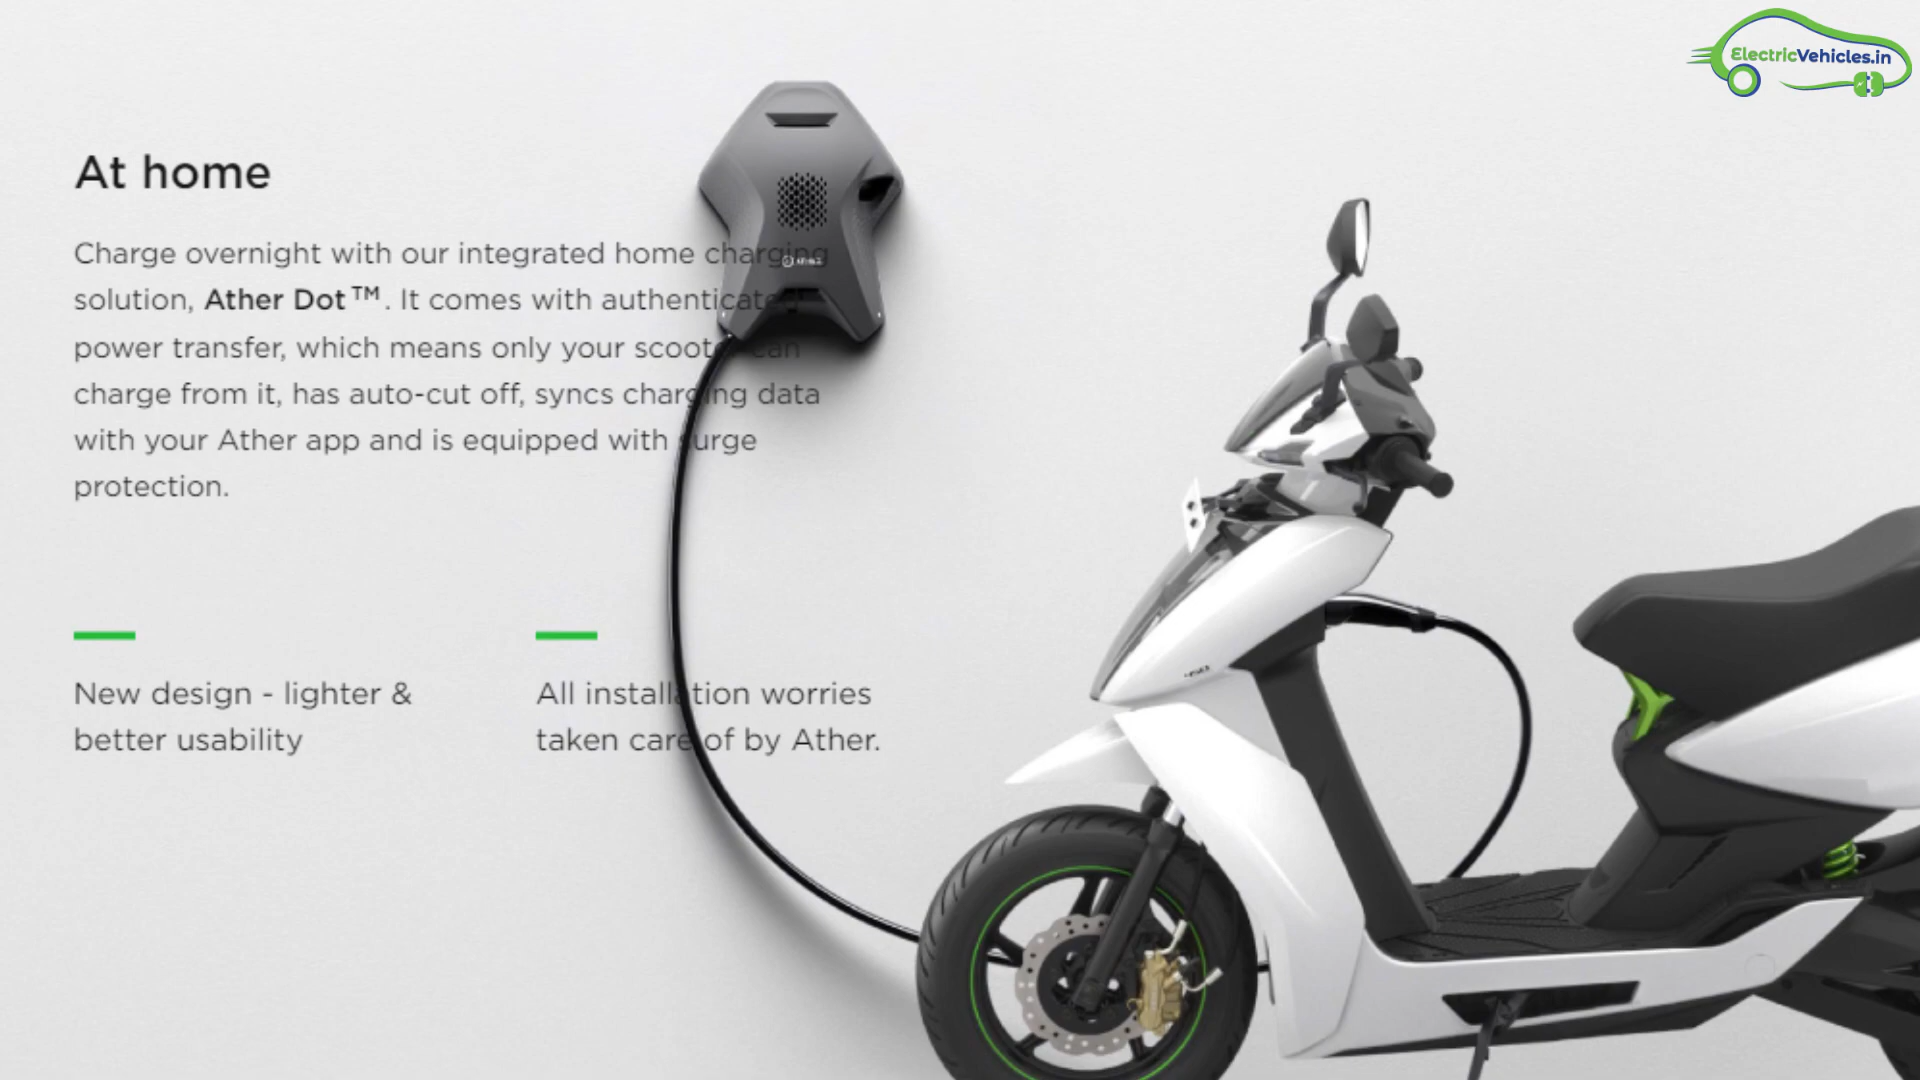 ElectricVehicles.in
At home
Charge overnight with our integrated home charging
solution, Ather Dot™. It comes with authenticated
power transfer, which means only your scooter can
charge from it, has auto-cut off, syncs charging data
with your Ather app and is equipped with surge
protection.
New design - lighter &
better usability
All installation worries
taken care of by Ather.
450